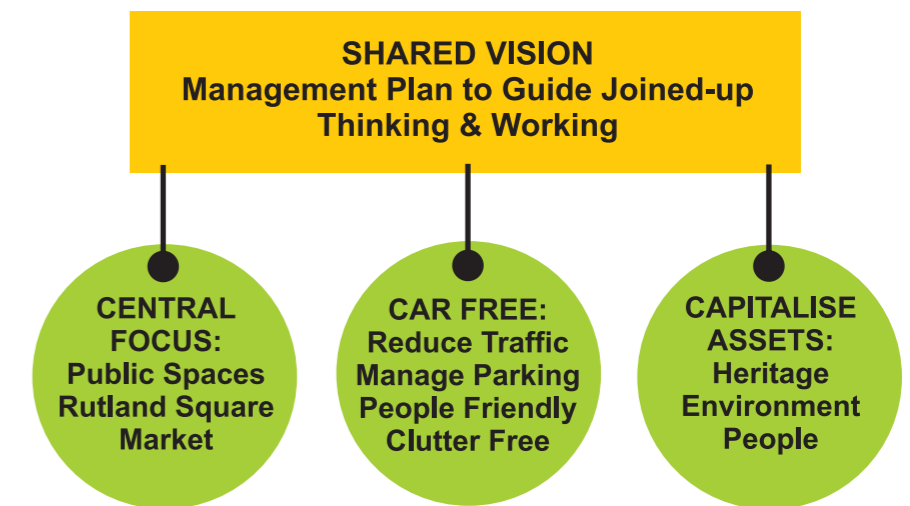 SHARED VISION
Management Plan to Guide Joined-up
Thinking & Working
CENTRAL
FOCUS:
Public Spaces
Rutland Square
Market
CAR FREE:
Reduce Traffic
Manage Parking
People Friendly
Clutter Free
CAPITALISE
ASSETS:
Heritage
Environment
People